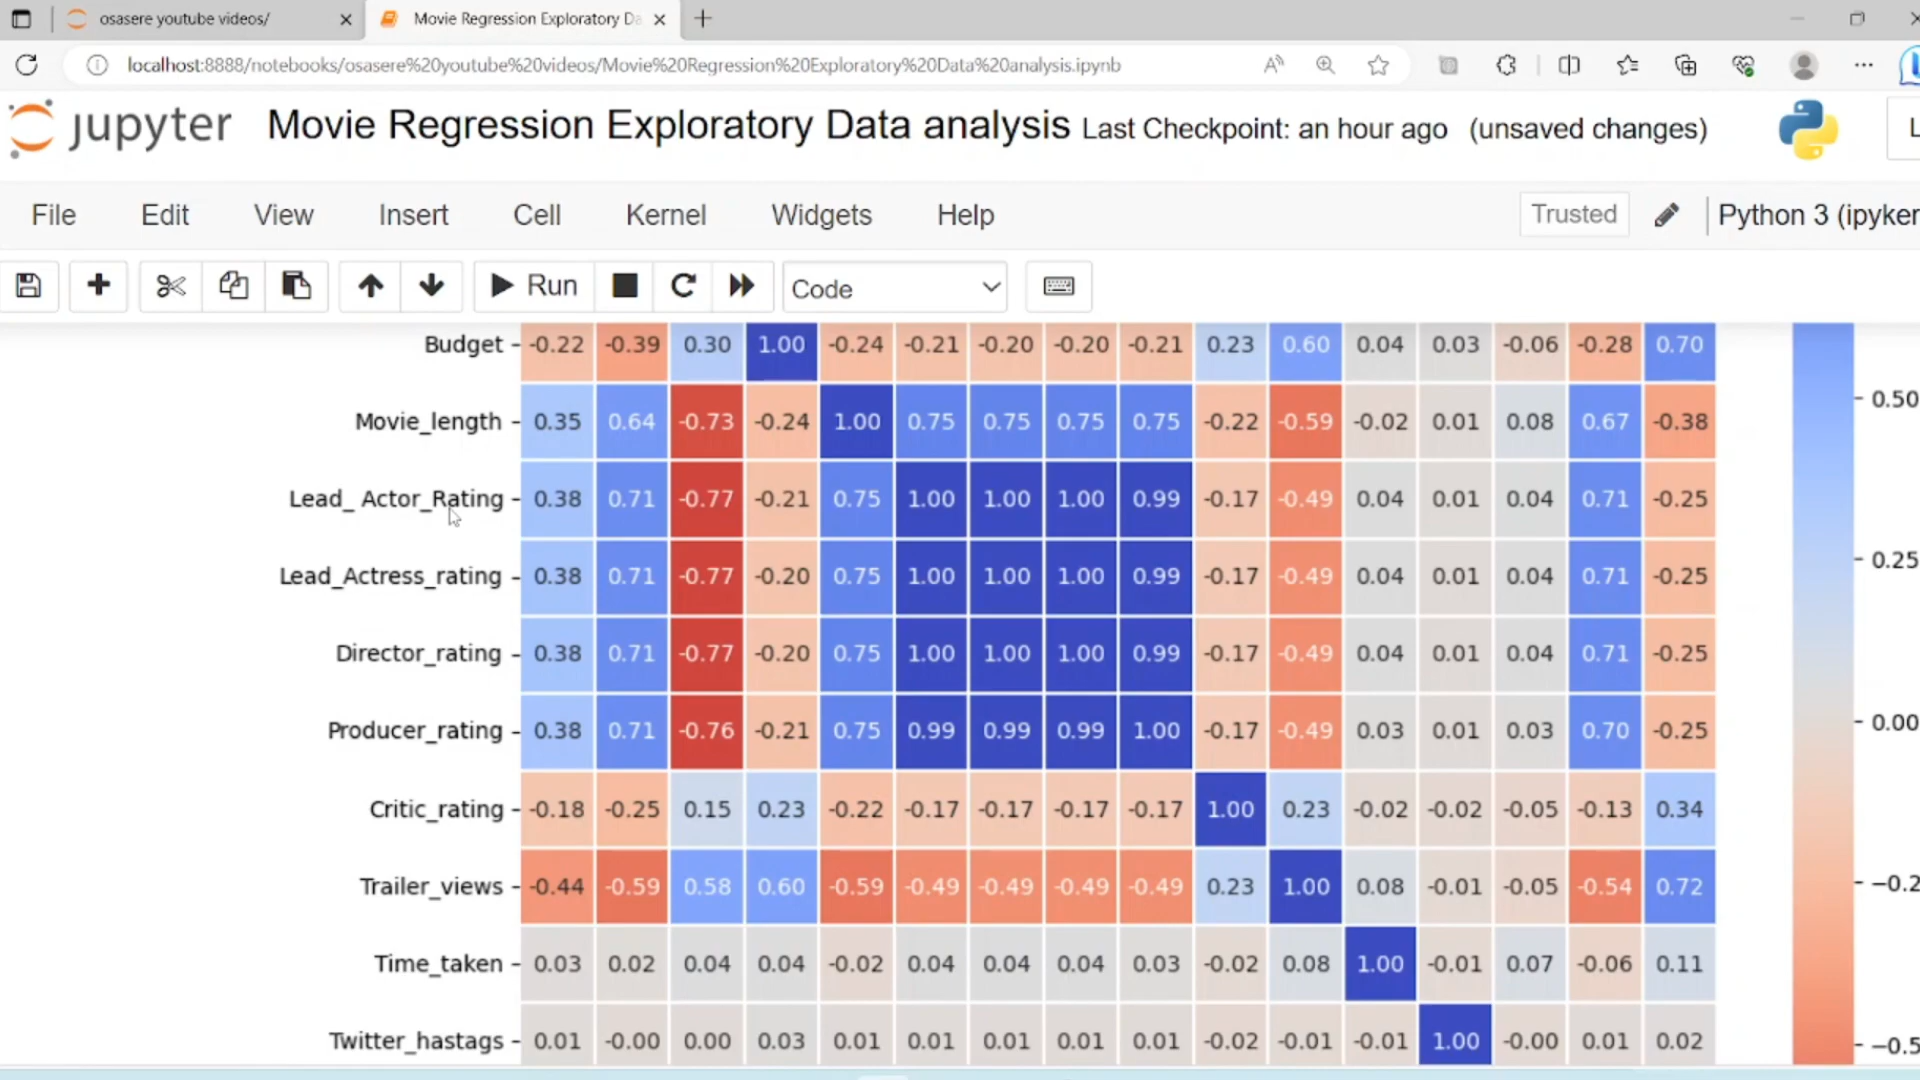 osasere youtube videos/
Movie Regression Exploratory Da
localhost:8888/notebooks/osasere%20youtube%20videos/Movie%20Regression%20Exploratory%20Data%20analysis.ipynb
jupyter Movie Regression Exploratory Data analysis Last Checkpoint: an hour ago (unsaved changes)
File Edit View Insert Cell Kernel Widgets Help Trusted Python 3 (ipyker
Run Code
Budget -0.22 -0.39 0.30 1.00 -0.24 -0.21 -0.20 -0.20 -0.21 0.23 0.60 0.04 0.03 -0.06 -0.28 0.70
0.50
Movie_length 0.35 0.64 -0.73 -0.24 1.00 0.75 0.75 0.75 0.75 -0.22 -0.59 -0.02 0.01 0.08 0.67 -0.38
Lead_ Actor_Rating 0.38 0.71 -0.77 -0.21 0.75 1.00 1.00 1.00 0.99 -0.17 -0.49 0.04 0.01 0.04 0.71 -0.25
0.25
Lead_Actress_rating 0.38 0.71 -0.77 -0.20 0.75 1.00 1.00 1.00 0.99 -0.17 -0.49 0.04 0.01 0.04 0.71 -0.25
Director_rating 0.38 0.71 -0.77 -0.20 0.75 1.00 1.00 1.00 0.99 -0.17 -0.49 0.04 0.01 0.04 0.71 -0.25
0.00
Producer_rating 0.38 0.71 -0.76 -0.21 0.75 0.99 0.99 0.99 1.00 -0.17 -0.49 0.03 0.01 0.03 0.70 -0.25
Critic_rating -0.18 -0.25 0.15 0.23 -0.22 -0.17 -0.17 -0.17 -0.17 1.00 0.23 -0.02 -0.02 -0.05 -0.13 0.34
Trailer_views -0.44 -0.59 0.58 0.60 -0.59 -0.49 -0.49 -0.49 -0.49 0.23 1.00 0.08 -0.01 -0.05 -0.54 0.72
-0.2
Time_taken 0.03 0.02 0.04 0.04 -0.02 0.04 0.04 0.04 0.03 -0.02 0.08 1.00 -0.01 0.07 -0.06 0.11
Twitter_hastags 0.01 -0.00 0.00 0.03 0.01 0.01 0.01 0.01 0.01 -0.02 -0.01 -0.01 1.00 -0.00 0.01 0.02
-0.5